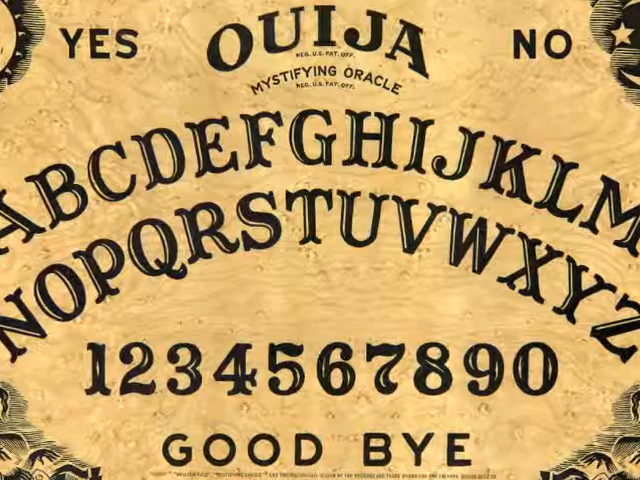 YES OUIJA NO
REG. U.S. PAT. OFF.
MYSTIFYING ORACLE
REG. U.S. PAT. OFF.
ABCDEFGHIJKLM
NOPQRSTUVWXYZ
1234567890
GOOD BYE